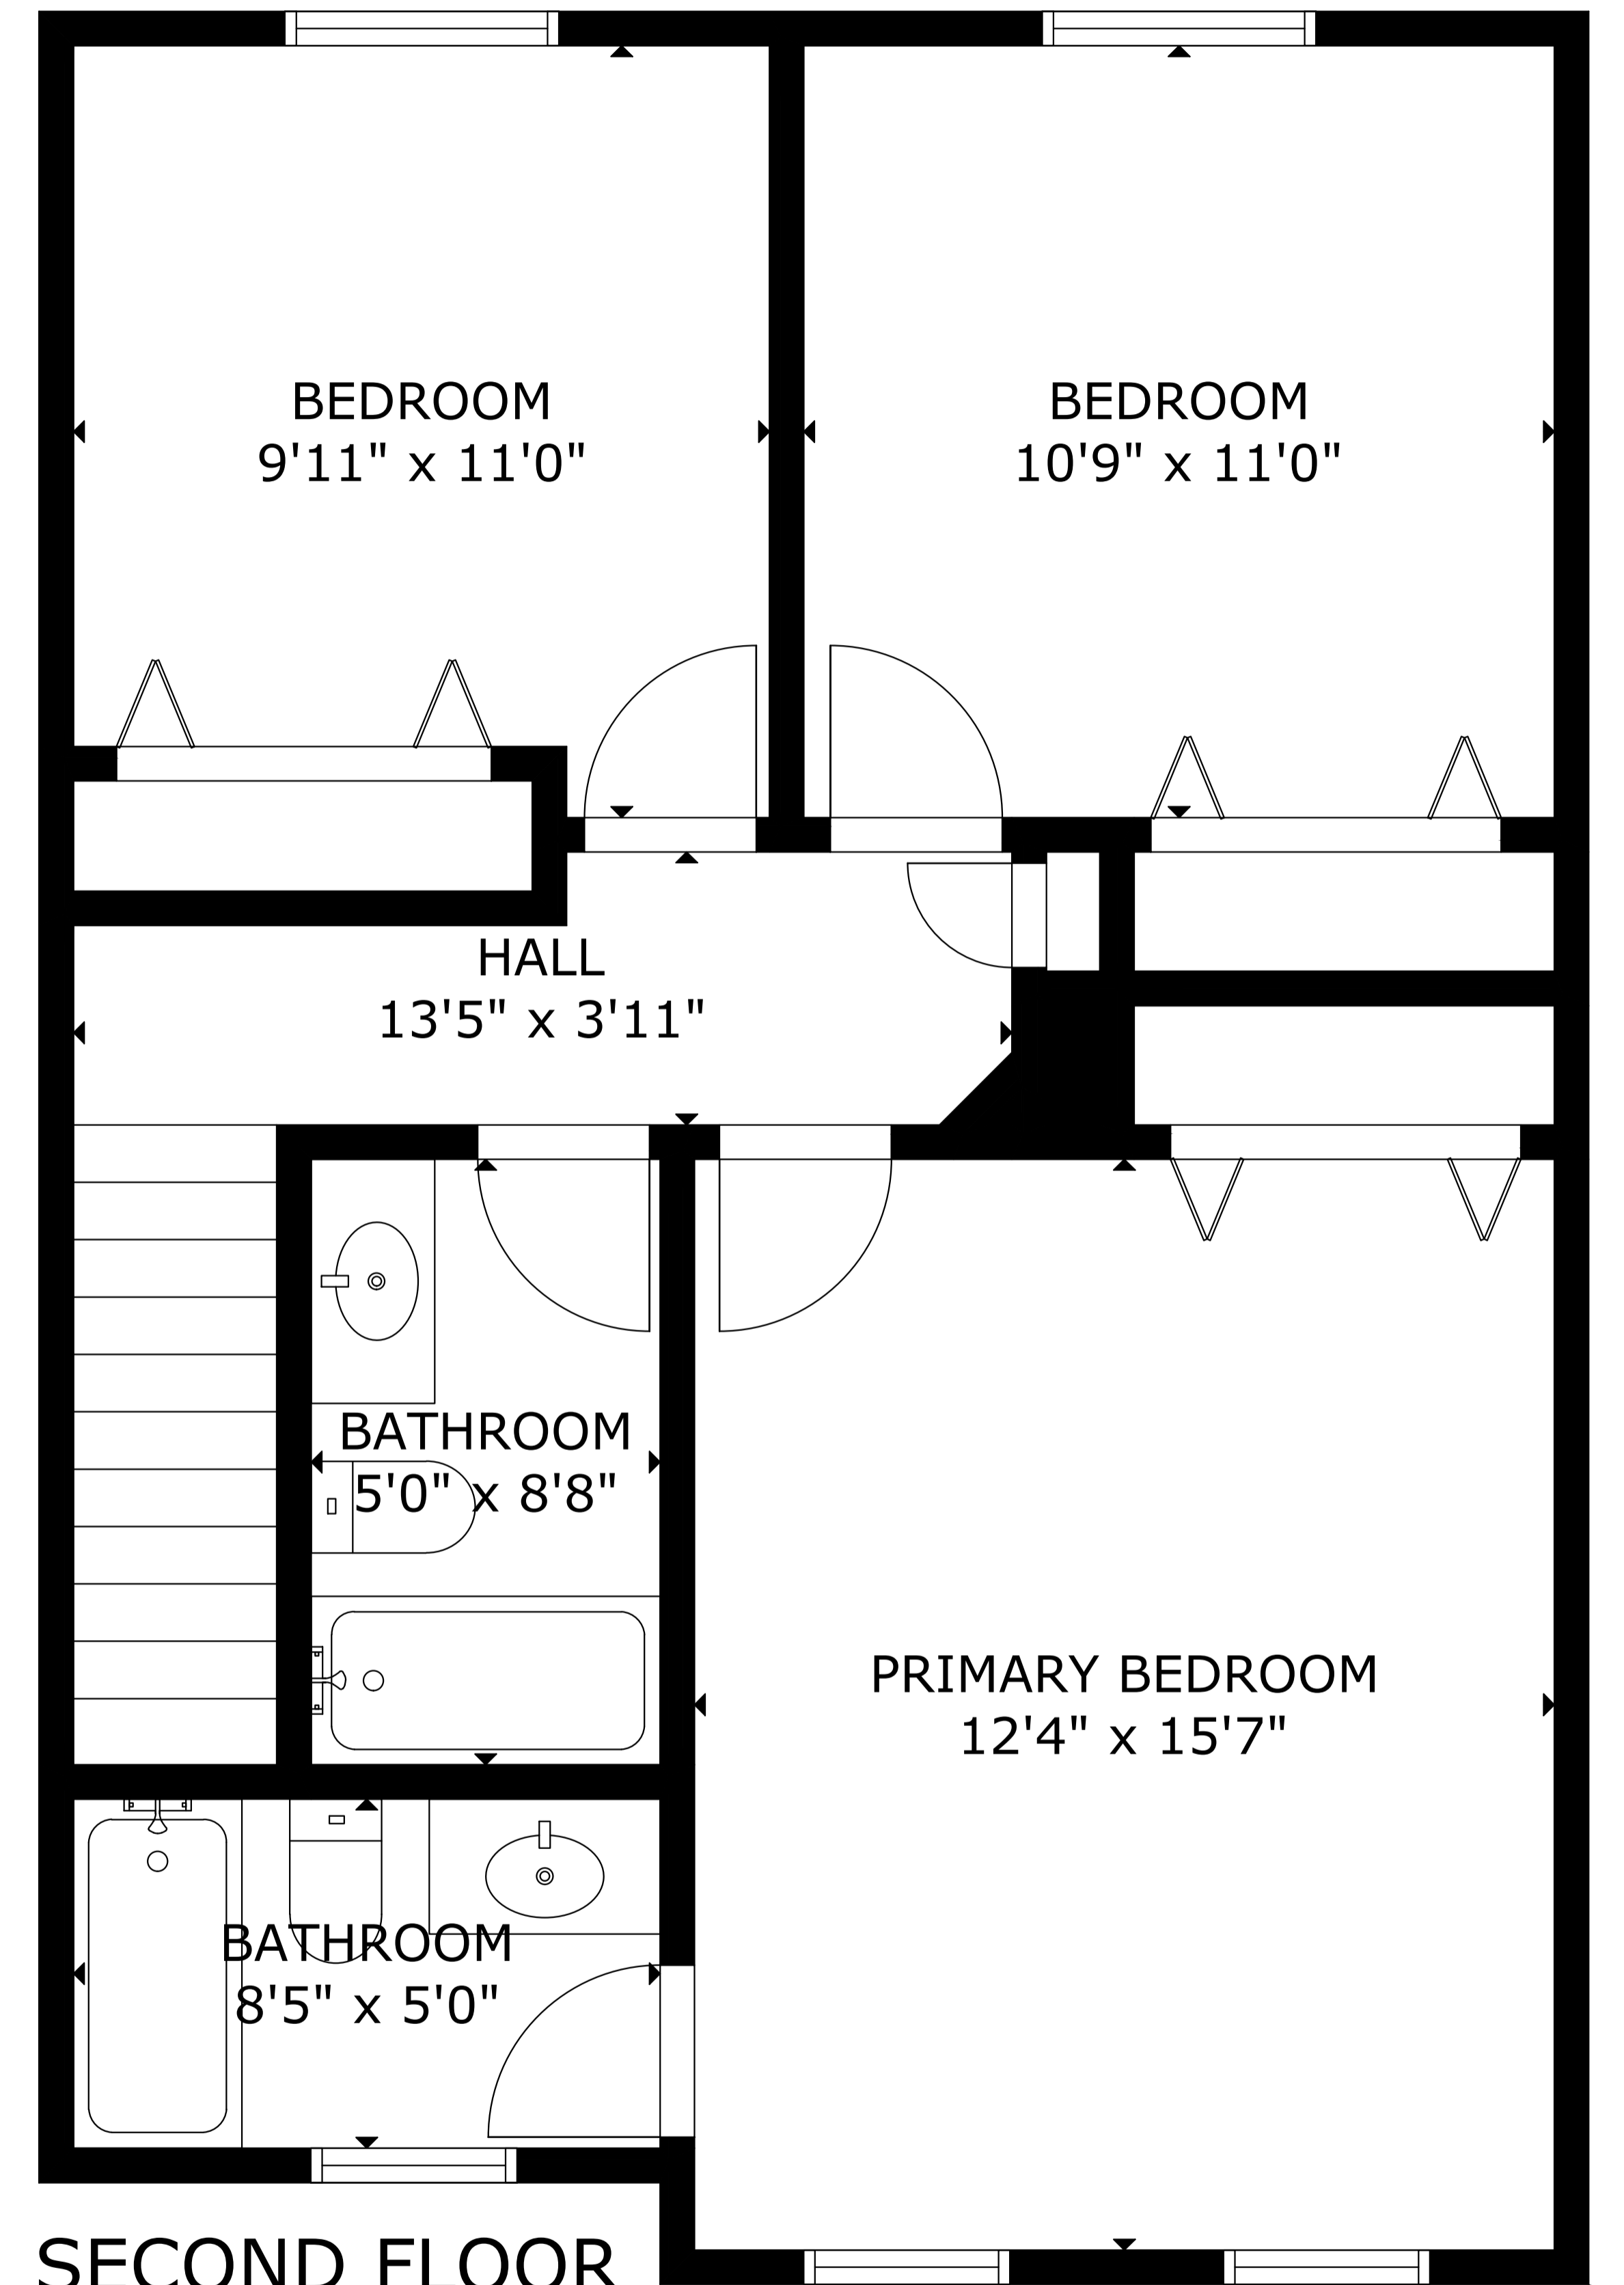 BEDROOM
9'11" x 11'0"
BEDROOM
10'9" x 11'0"
HALL
13'5" x 3'11"
BATHROOM
5'0" x 8'8"
PRIMARY BEDROOM
12'4" x 15'7"
BATHROOM
8'5" x 5'0"
SECOND FLOOR